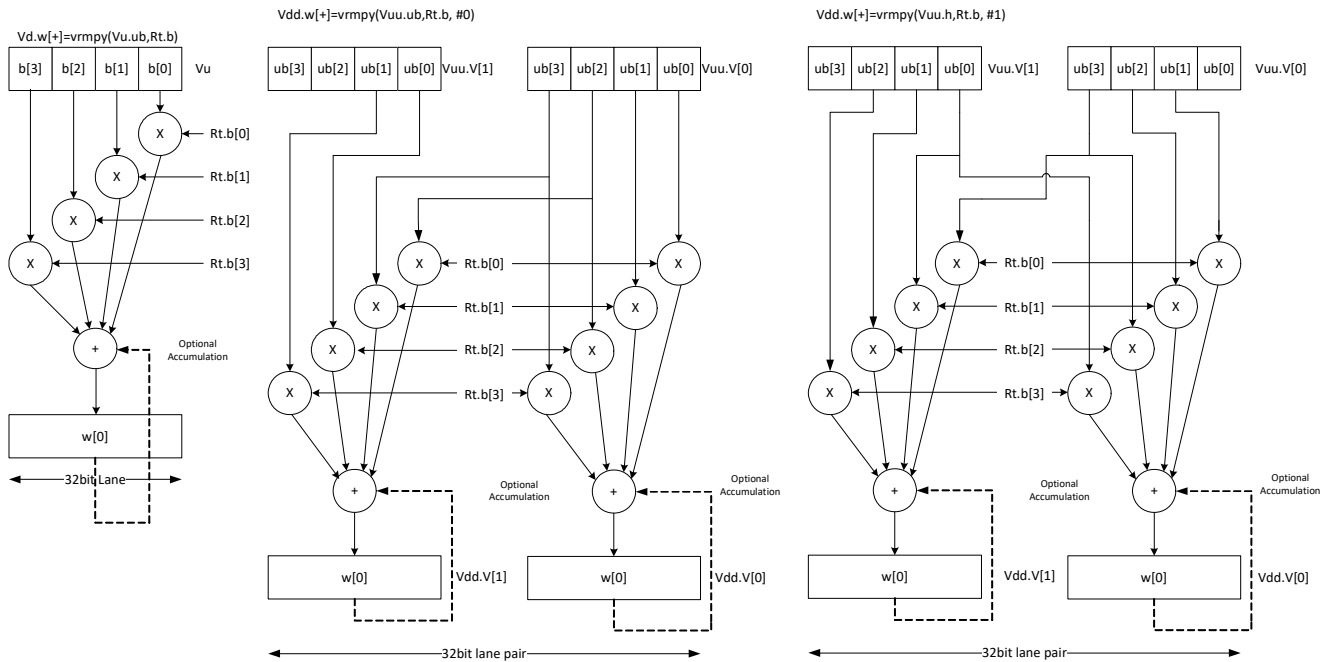 Vd.w[+]=vrmpy(Vu.ub,Rt.b)
b[3] b[2] b[1] b[0] Vu
X Rt.b[0]
X Rt.b[1]
X Rt.b[2]
X Rt.b[3]
+
Optional
Accumulation
w[0]
32bit Lane
Vdd.w[+]=vrmpy(Vuu.ub,Rt.b, #0)
ub[3] ub[2] ub[1] ub[0] Vuu.V[1] ub[3] ub[2] ub[1] ub[0] Vuu.V[0]
X Rt.b[0] X
X Rt.b[1] X
X Rt.b[2] X
X Rt.b[3] X
+ +
Optional
Accumulation
Optional
Accumulation
w[0] Vdd.V[1] w[0] Vdd.V[0]
32bit lane pair
Vdd.w[+]=vrmpy(Vuu.h,Rt.b, #1)
ub[3] ub[2] ub[1] ub[0] Vuu.V[1] ub[3] ub[2] ub[1] ub[0] Vuu.V[0]
X Rt.b[0] X
X Rt.b[1] X
X Rt.b[2] X
X Rt.b[3] X
+ +
Optional
Accumulation
Optional
Accumulation
w[0] Vdd.V[1] w[0] Vdd.V[0]
32bit lane pair